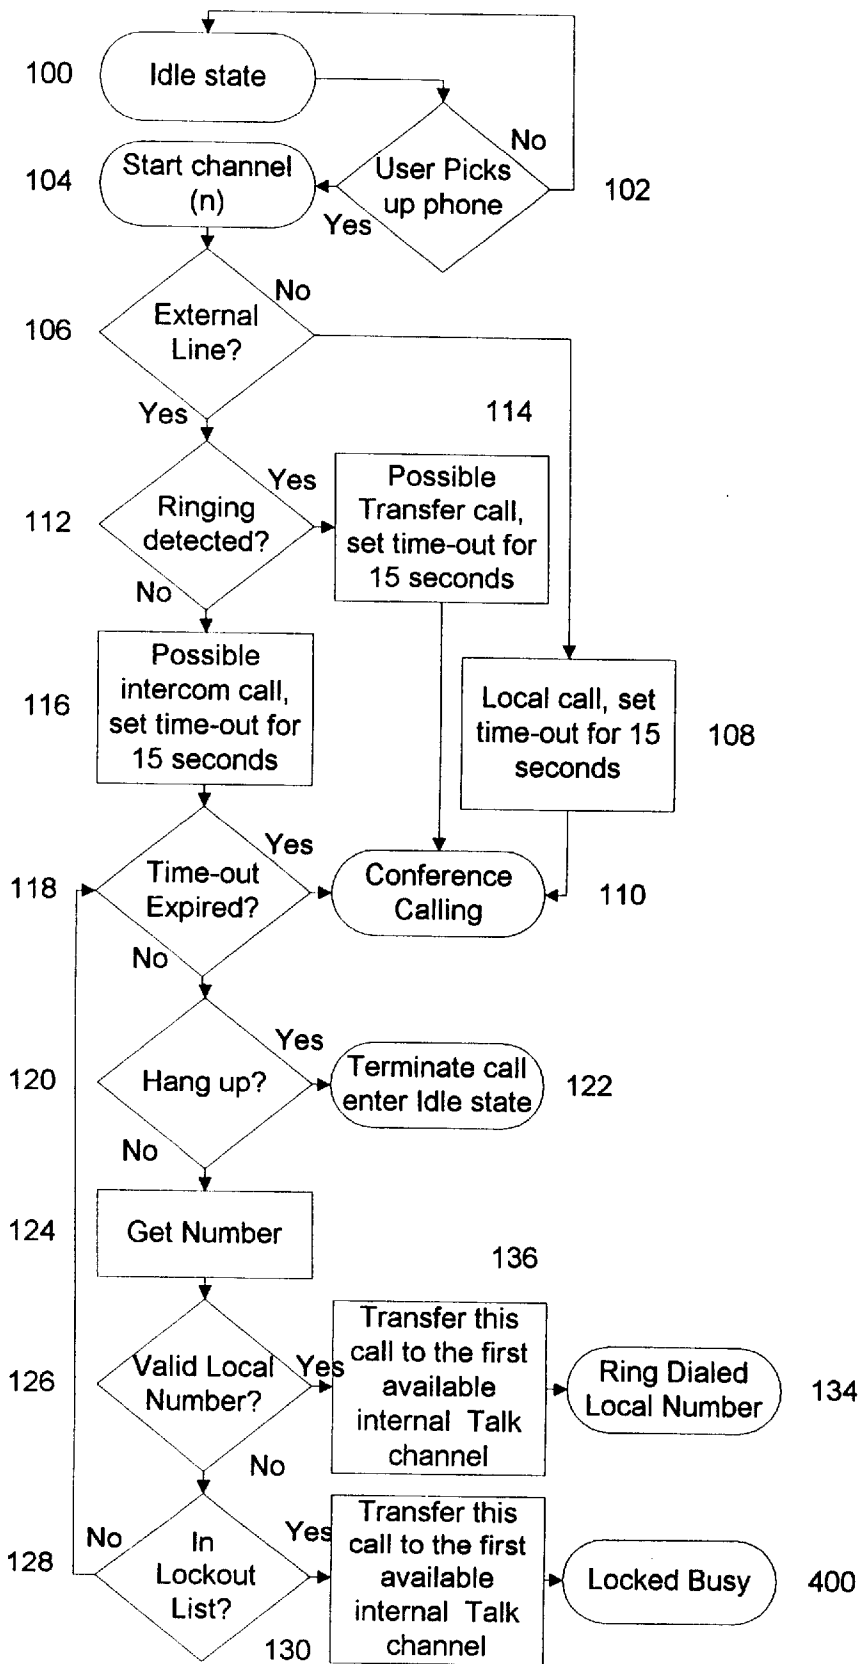 100
Idle state
No
104
Start channel
(n)
User Picks
up phone
102
Yes
No
106
External
Line?
Yes
114
Yes
Possible
Transfer call,
set time-out for
15 seconds
112
Ringing
detected?
No
116
Possible
intercom call,
set time-out for
15 seconds
Local call, set
time-out for 15
seconds
108
Yes
118
Time-out
Expired?
Conference
Calling
110
No
Yes
120
Hang up?
Terminate call
enter Idle state
122
No
124
Get Number
136
126
Valid Local
Number?
Yes
Transfer this
call to the first
available
internal Talk
channel
Ring Dialed
Local Number
134
No
No
128
In
Lockout
List?
Yes
130
Transfer this
call to the first
available
internal Talk
channel
Locked Busy
400